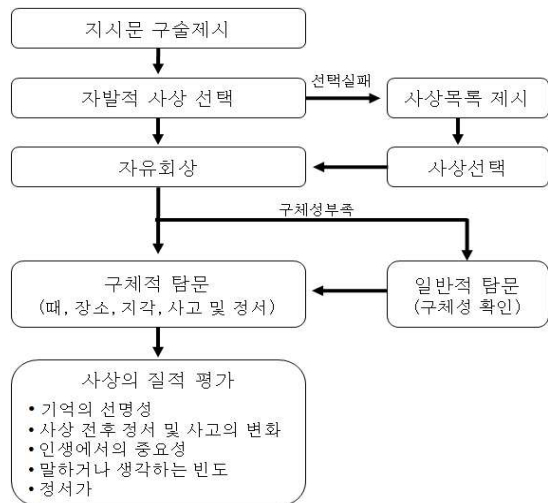 지시문 구술제시
자발적 사상 선택
선택실패
사상목록 제시
자유회상
사상선택
구체성부족
구체적 탐문
(때, 장소, 지각, 사고 및 정서)
일반적 탐문
(구체성 확인)
사상의 질적 평가
• 기억의 선명성
• 사상 전후 정서 및 사고의 변화
• 인생에서의 중요성
• 말하거나 생각하는 빈도
• 정서가